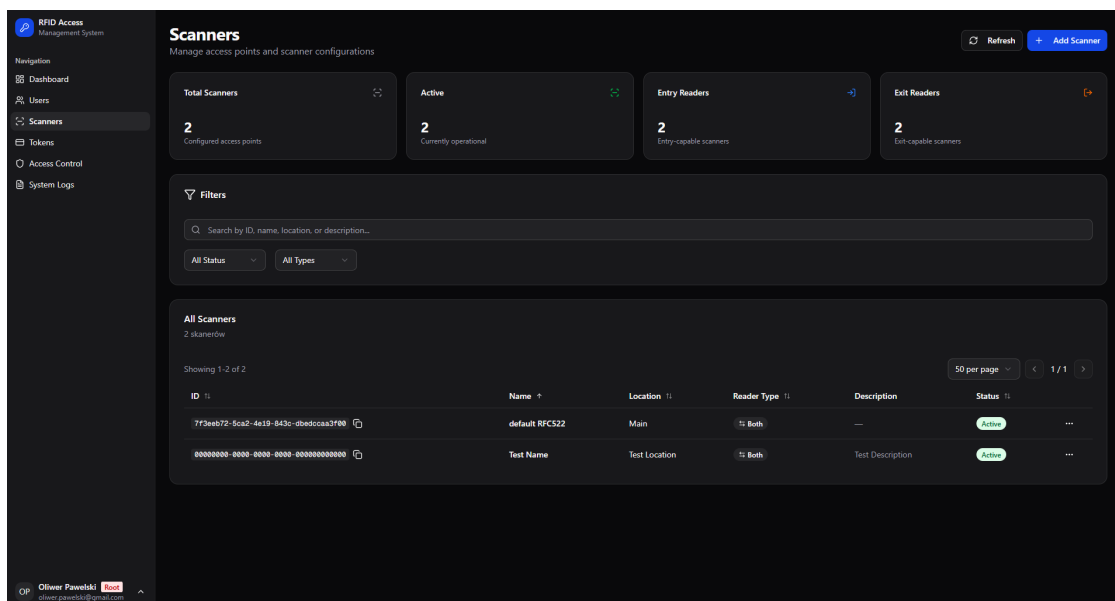 RFID Access
Management System
Navigation
Dashboard
Users
Scanners
Tokens
Access Control
System Logs
OP
Oliwer Pawelski Root
oliwer.pawelski@gmail.com
Scanners
Manage access points and scanner configurations
Refresh
+ Add Scanner
Total Scanners
2
Configured access points
Active
2
Currently operational
Entry Readers
2
Entry-capable scanners
Exit Readers
2
Exit-capable scanners
Filters
Search by ID, name, location, or description...
All Status
All Types
All Scanners
2 skanerów
Showing 1-2 of 2
50 per page
1 / 1
ID Name Location Reader Type Description Status
7f3eeb72-5ca2-4e19-843c-dbedccaa3f00 default RFC522 Main Both — Active ...
00000000-0000-0000-0000-000000000000 Test Name Test Location Both Test Description Active ...